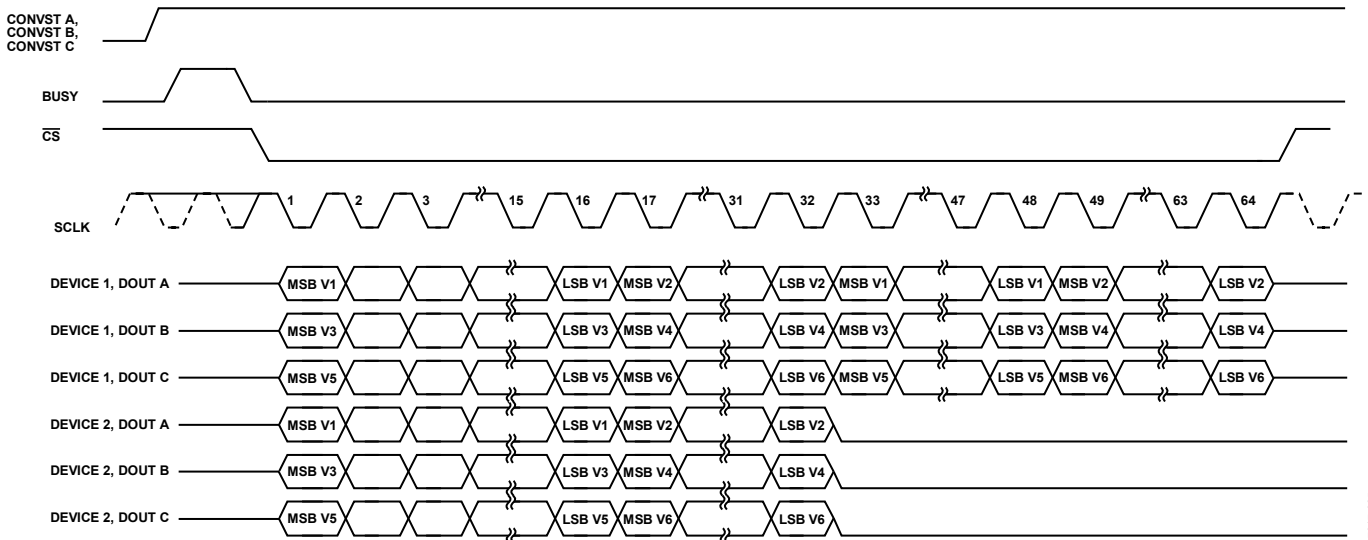 CONVST A,
CONVST B,
CONVST C
BUSY
CS
SCLK
1 2 3 15 16 17 31 32 33 47 48 49 63 64
DEVICE 1, DOUT A MSB V1 LSB V1 MSB V2 LSB V2 MSB V1 LSB V1 MSB V2 LSB V2
DEVICE 1, DOUT B MSB V3 LSB V3 MSB V4 LSB V4 MSB V3 LSB V3 MSB V4 LSB V4
DEVICE 1, DOUT C MSB V5 LSB V5 MSB V6 LSB V6 MSB V5 LSB V5 MSB V6 LSB V6
DEVICE 2, DOUT A MSB V1 LSB V1 MSB V2 LSB V2
DEVICE 2, DOUT B MSB V3 LSB V3 MSB V4 LSB V4
DEVICE 2, DOUT C MSB V5 LSB V5 MSB V6 LSB V6